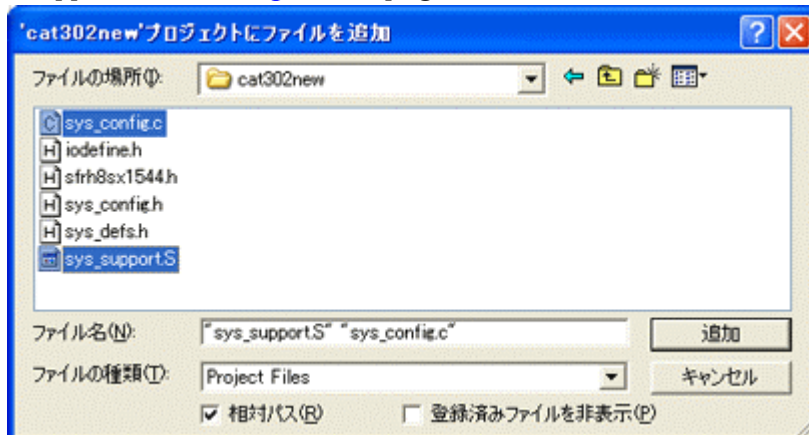 'cat302new'プロジェクトにファイルを追加
ファイルの場所(I):
cat302new
sys_config.c
iodefine.h
sfrh8sx1544.h
sys_config.h
sys_defs.h
sys_support.S
ファイル名(N): "sys_support.S" "sys_config.c" 追加
ファイルの種類(T): Project Files キャンセル
相対パス(R) 登録済みファイルを非表示(P)